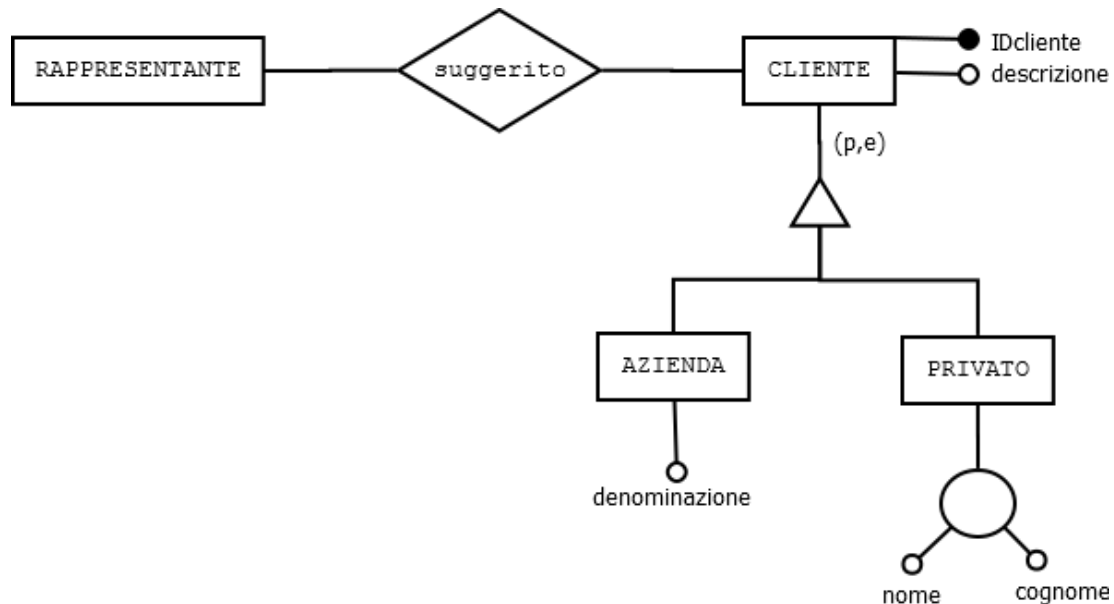 RAPPRESENTANTE
suggerito
CLIENTE
IDcliente
descrizione
(p,e)
AZIENDA
PRIVATO
denominazione
nome
cognome